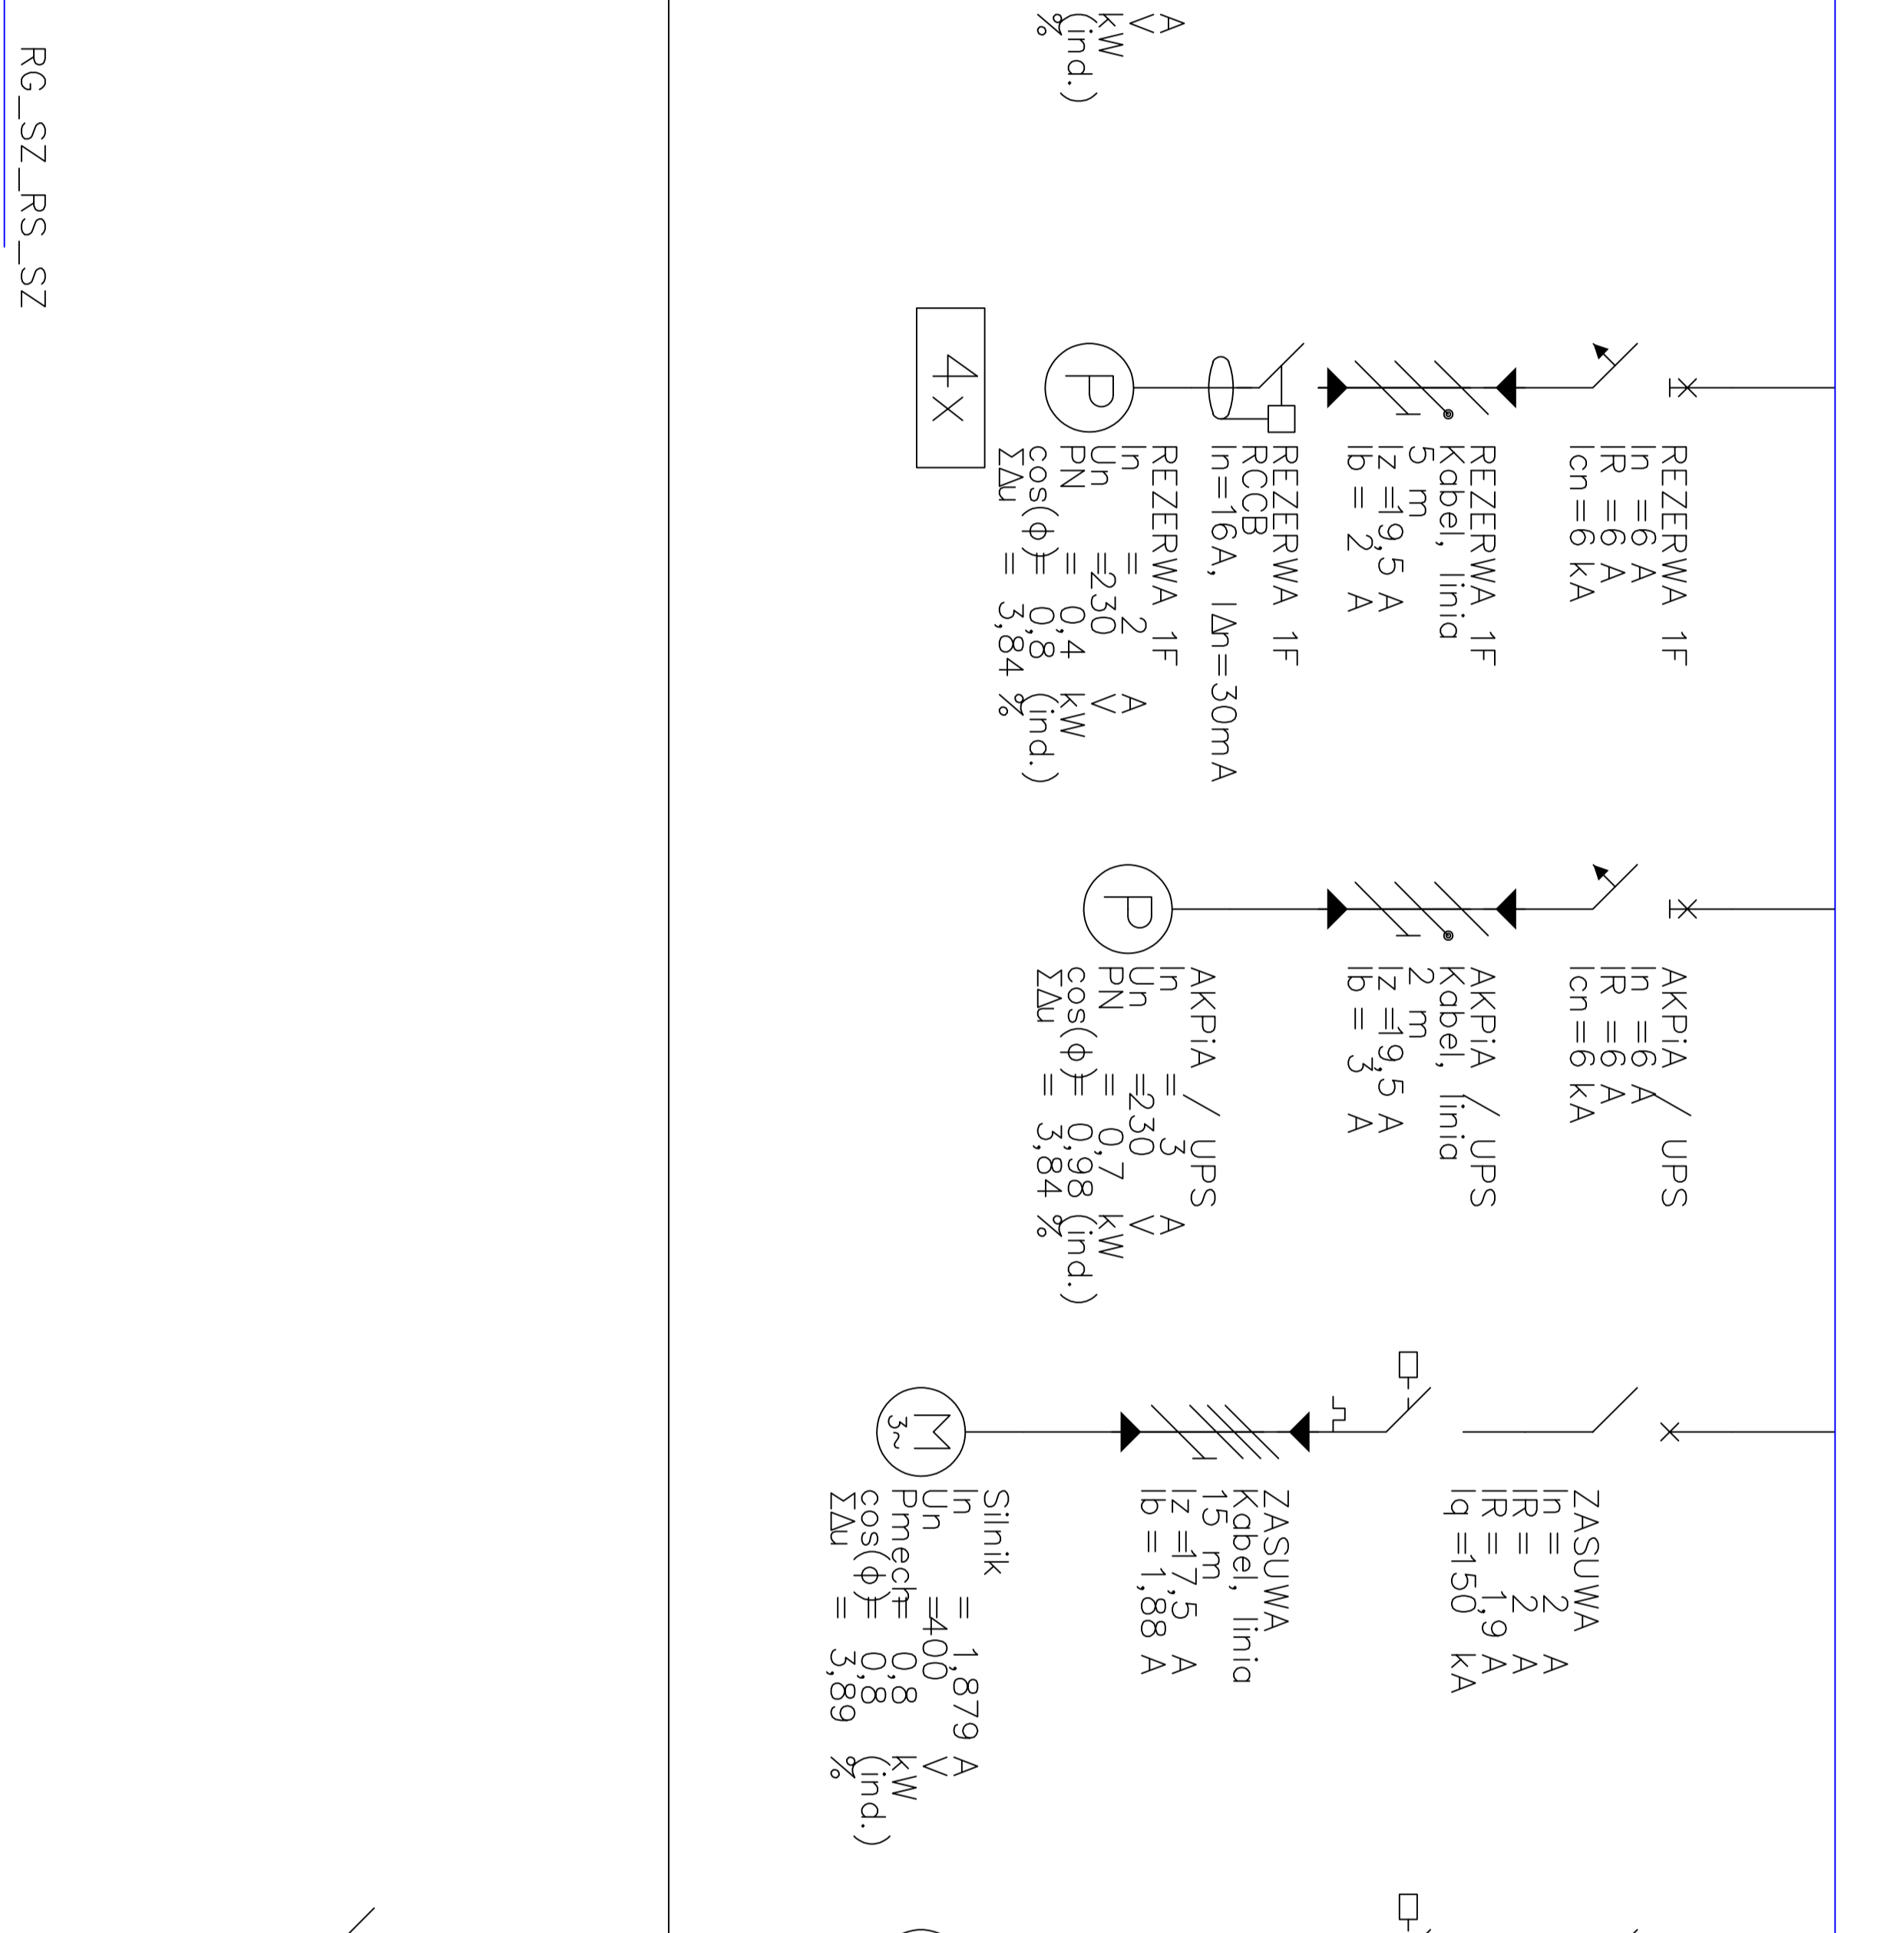 A
V
kW
(ind.)
%
REZERWA 1F
In =6 A
IR =6 A
Icn=6 kA
REZERWA 1F
Kabel, linia
5 m
Iz =19,5 A
Ib = 2 A
REZERWA 1F
RCCB
In=16A, IΔn=30mA
REZERWA 1F
In = 2 A
Un =230 V
PN = 0,4 kW
cos(φ)= 0,8 (ind.)
ΣΔu = 3,84 %
4x
P
AKPiA / UPS
In =6 A
IR =6 A
Icn=6 kA
AKPiA / UPS
Kabel, linia
2 m
Iz =19,5 A
Ib = 3 A
AKPiA / UPS
In = 3 A
Un =230 V
PN = 0,7 kW
cos(φ)= 0,98 (ind.)
ΣΔu = 3,84 %
P
ZASUWA
In = 2 A
IR = 2 A
IR = 1,9 A
Iq =150 kA
ZASUWA
Kabel, linia
15 m
Iz =17,5 A
Ib = 1,88 A
Silnik
In = 1,879 A
Un =400 V
Pmech= 0,8 kW
cos(φ)= 0,8 (ind.)
ΣΔu = 3,89 %
M
3~
RG_SZ_RS_SZ